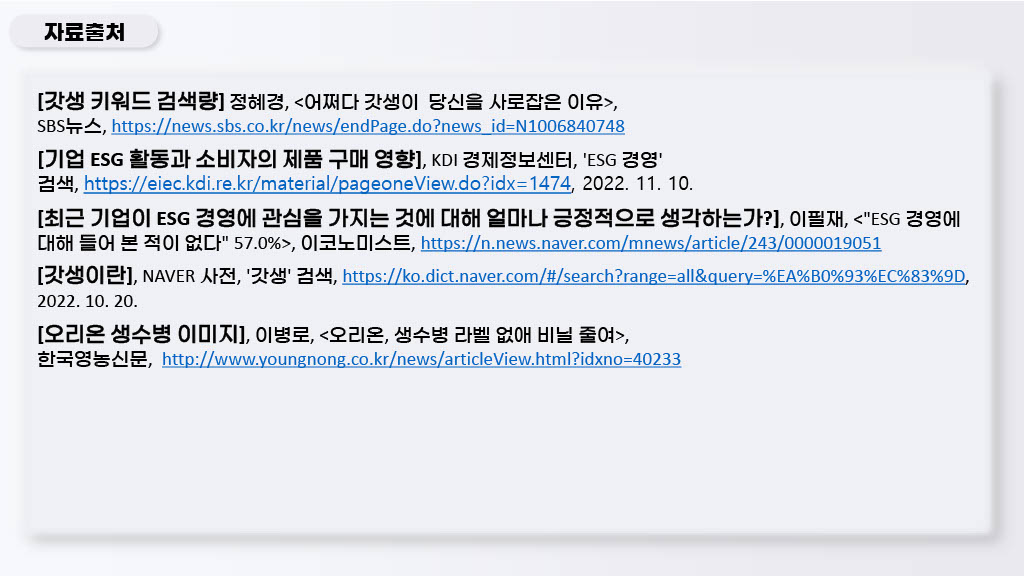 자료출처
[갓생 키워드 검색량] 정혜경, <어쩌다 갓생이  당신을 사로잡은 이유>,
SBS뉴스, https://news.sbs.co.kr/news/endPage.do?news_id=N1006840748
[기업 ESG 활동과 소비자의 제품 구매 영향], KDI 경제정보센터, 'ESG 경영'
검색, https://eiec.kdi.re.kr/material/pageoneView.do?idx=1474, 2022. 11. 10.
[최근 기업이 ESG 경영에 관심을 가지는 것에 대해 얼마나 긍정적으로 생각하는가?], 이필재, <"ESG 경영에
대해 들어 본 적이 없다" 57.0%>, 이코노미스트, https://n.news.naver.com/mnews/article/243/0000019051
[갓생이란], NAVER 사전, '갓생' 검색, https://ko.dict.naver.com/#/search?range=all&query=%EA%B0%93%EC%83%9D,
2022. 10. 20.
[오리온 생수병 이미지], 이병로, <오리온, 생수병 라벨 없애 비닐 줄여>,
한국영농신문,  http://www.youngnong.co.kr/news/articleView.html?idxno=40233